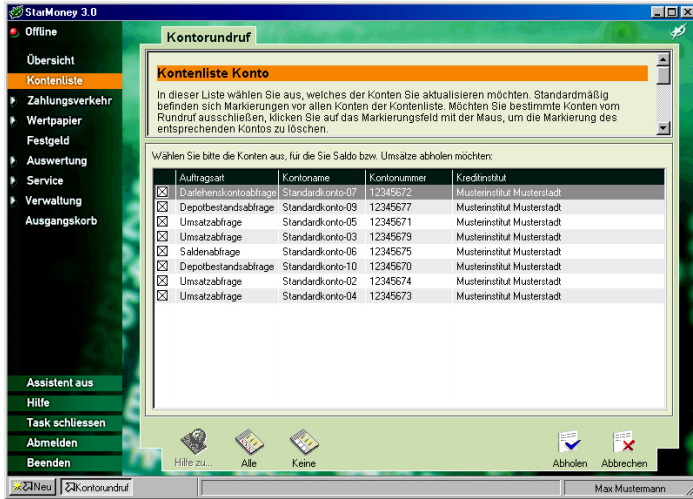 StarMoney 3.0
Offline
Kontorundruf
Übersicht
Kontenliste
Zahlungsverkehr
Wertpapier
Festgeld
Auswertung
Service
Verwaltung
Ausgangskorb
Kontenliste Konto
In dieser Liste wählen Sie aus, welches der Konten Sie aktualisieren möchten. Standardmäßig
befinden sich Markierungen vor allen Konten der Kontenliste. Möchten Sie bestimmte Konten vom
Rundruf ausschließen, klicken Sie auf das Markierungsfeld mit der Maus, um die Markierung des
entsprechenden Kontos zu löschen.
Wählen Sie bitte die Konten aus, für die Sie Saldo bzw. Umsätze abholen möchten:
Auftragsart Kontoname Kontonummer Kreditinstitut
Darlehenskontoabfrage Standardkonto-07 12345672 Musterinstitut Musterstadt
Depotbestandsabfrage Standardkonto-09 12345677 Musterinstitut Musterstadt
Umsatzabfrage Standardkonto-05 12345671 Musterinstitut Musterstadt
Umsatzabfrage Standardkonto-03 12345679 Musterinstitut Musterstadt
Saldenabfrage Standardkonto-06 12345675 Musterinstitut Musterstadt
Depotbestandsabfrage Standardkonto-10 12345670 Musterinstitut Musterstadt
Umsatzabfrage Standardkonto-02 12345674 Musterinstitut Musterstadt
Umsatzabfrage Standardkonto-04 12345673 Musterinstitut Musterstadt
Assistent aus
Hilfe
Task schliessen
Abmelden
Beenden
Hilfe zu... Alle Keine Abholen Abbrechen
Neu Kontorundruf Max Mustermann